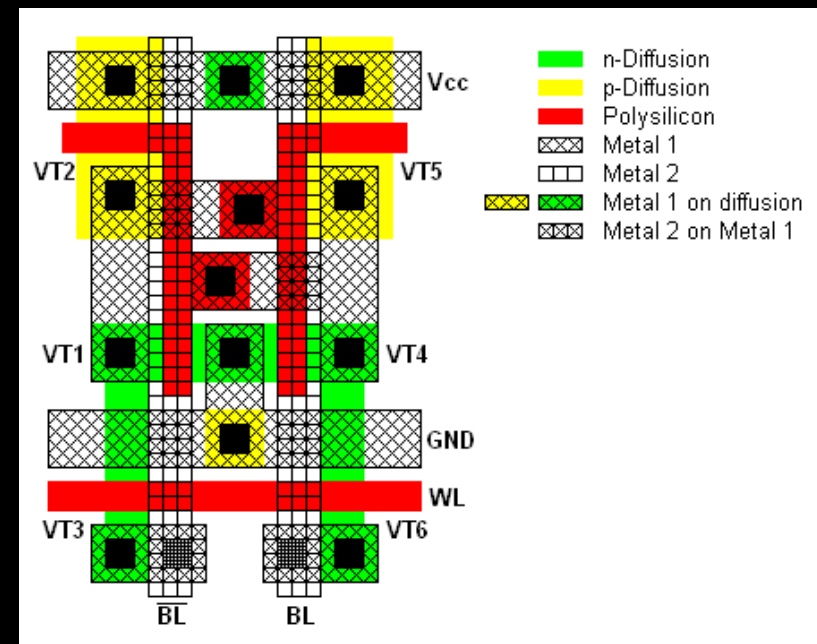 n-Diffusion
Vcc
p-Diffusion
Polysilicon
Metal 1
VT2
VT5
Metal 2
Metal 1 on diffusion
Metal 2 on Metal 1
VT1
VT4
GND
WL
VT3
VT6
B̅L̅
BL